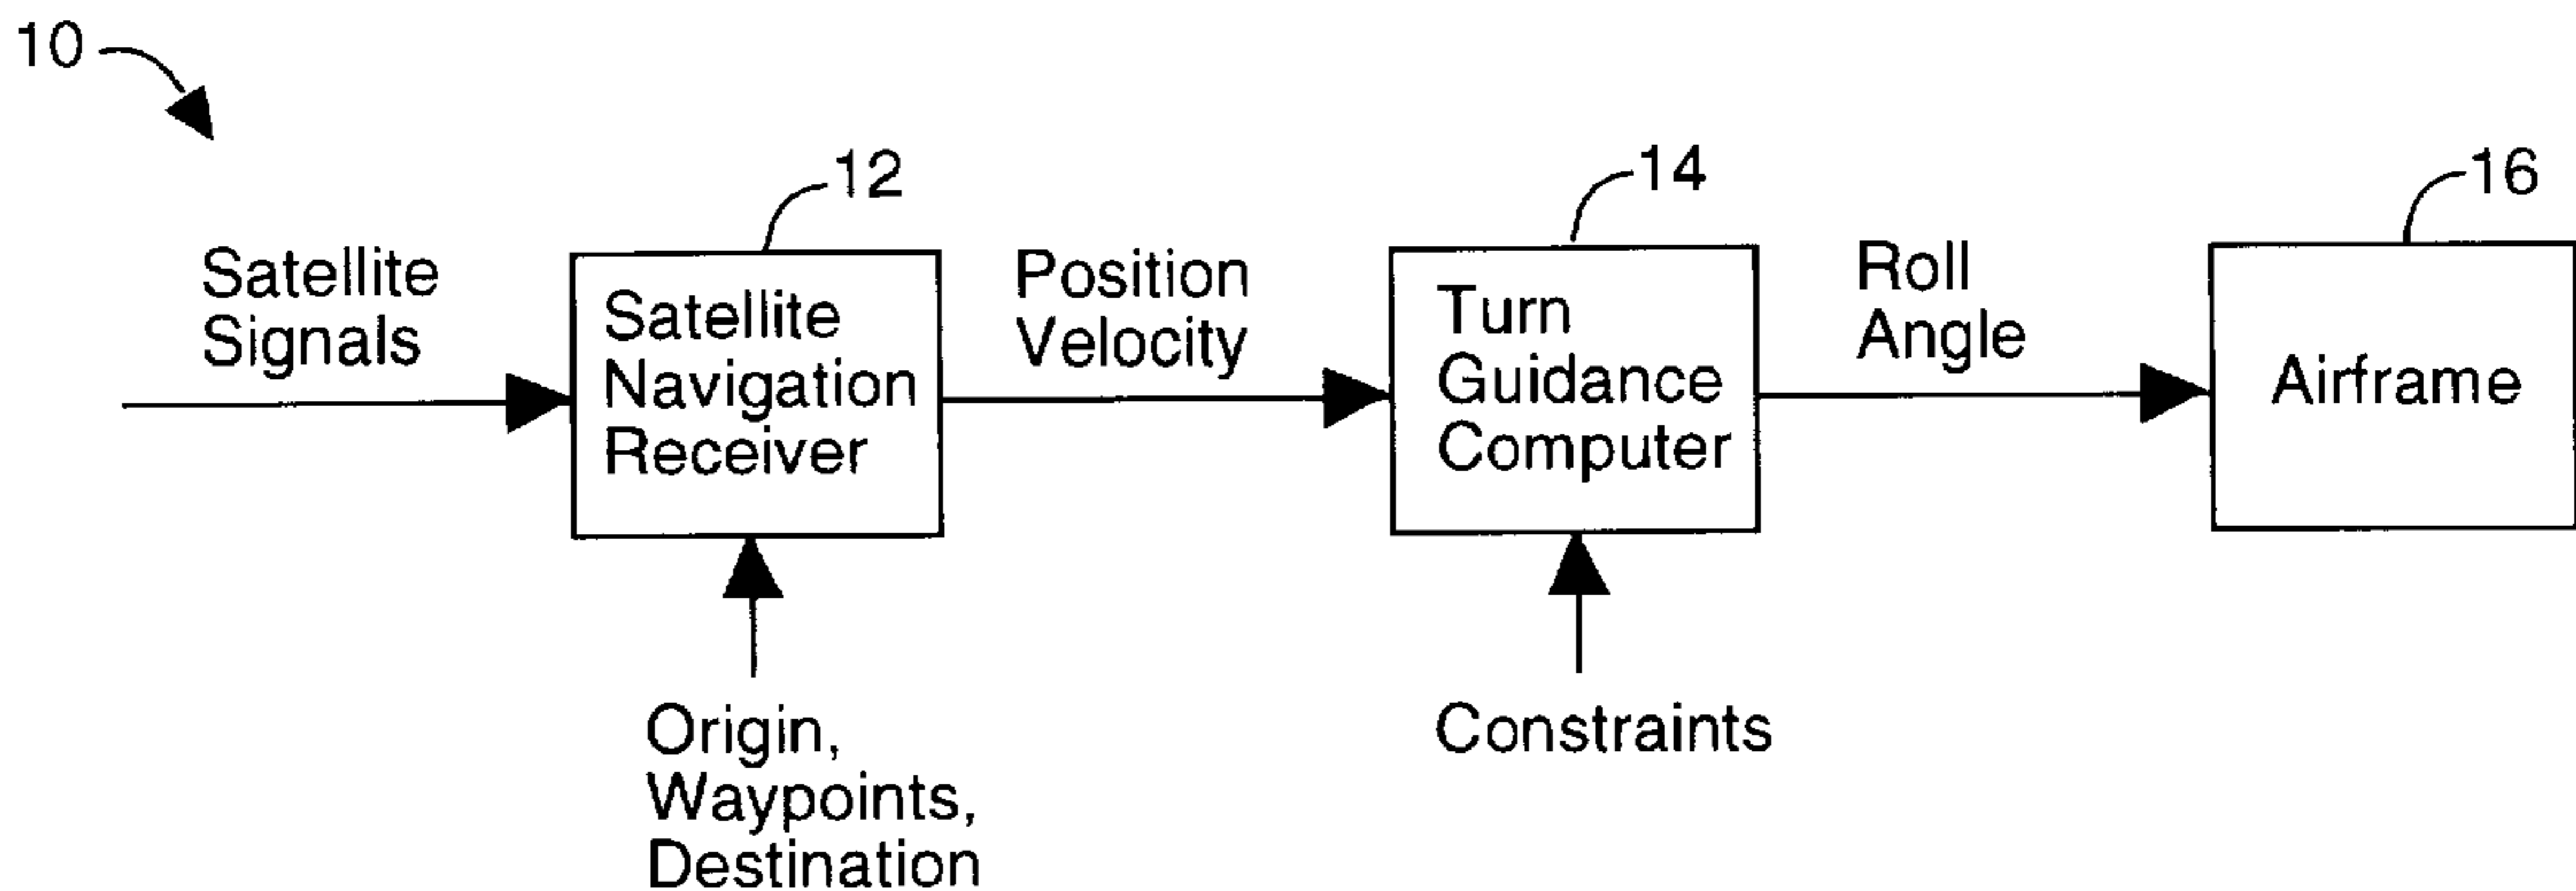 10
12
14
16
Satellite
Signals
Satellite
Navigation
Receiver
Position
Velocity
Turn
Guidance
Computer
Roll
Angle
Airframe
Origin,
Waypoints,
Destination
Constraints